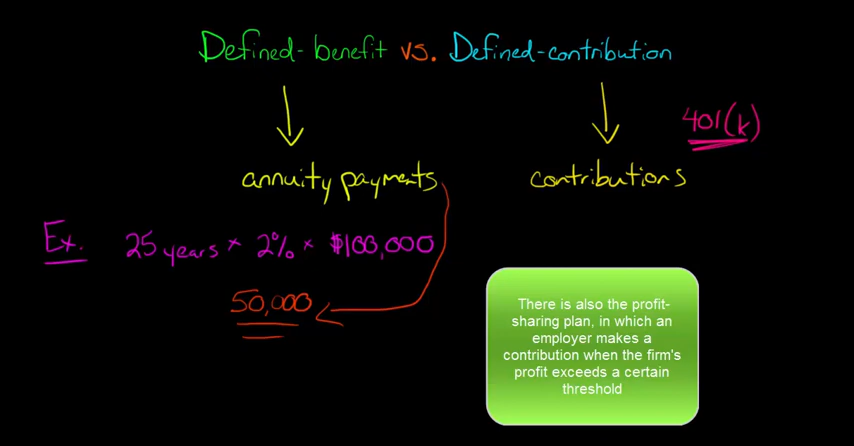 Defined-benefit vs. Defined-contribution
401(k)
annuity payments
contributions
Ex. 25 years * 2% * $100,000
50,000
There is also the profit-
sharing plan, in which an
employer makes a
contribution when the firm's
profit exceeds a certain
threshold